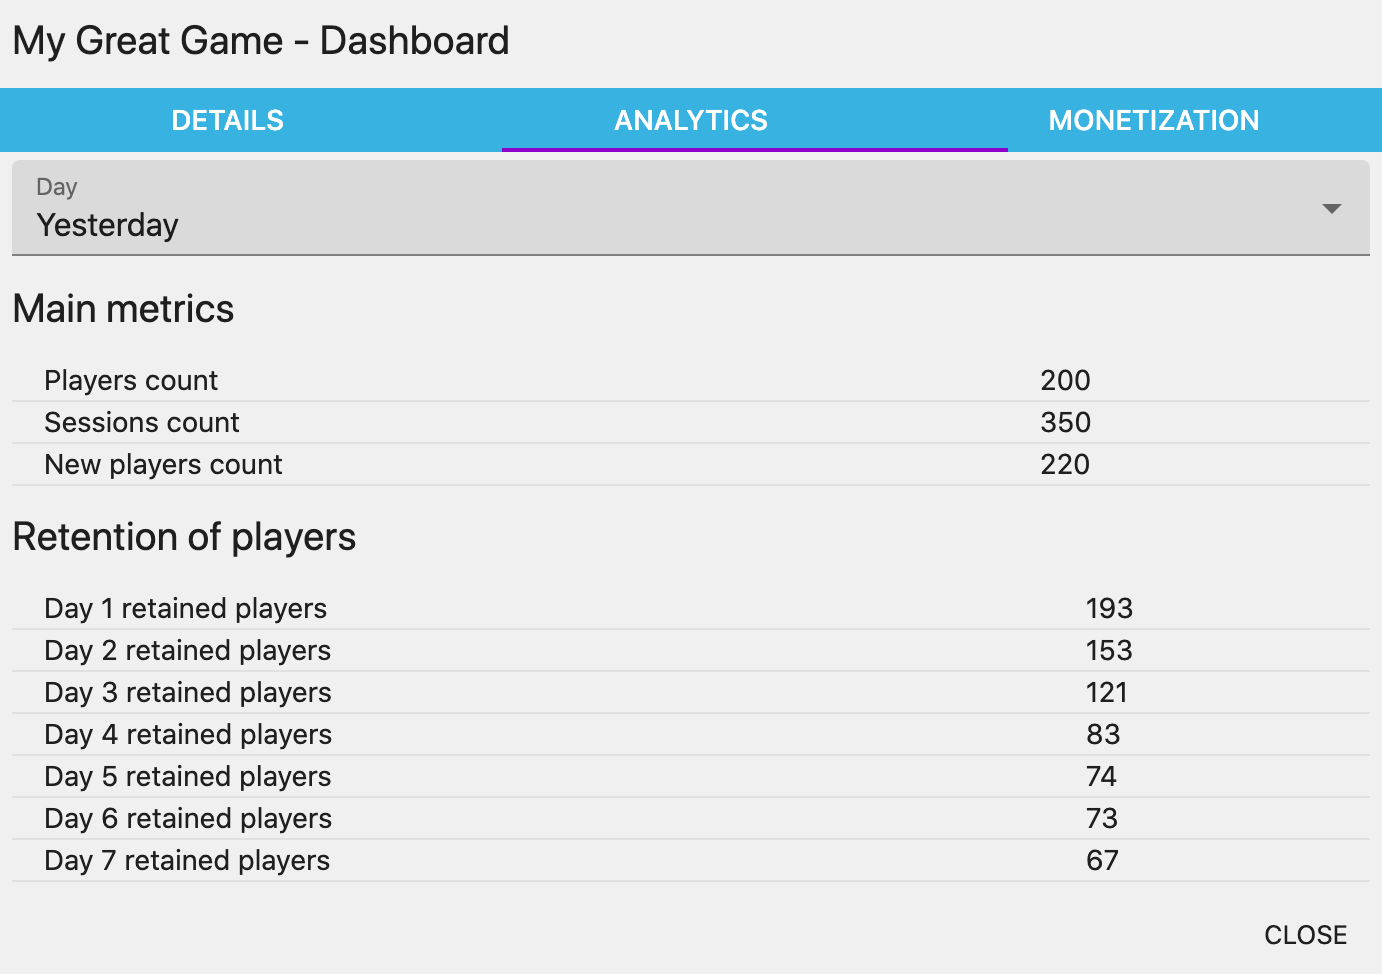 My Great Game - Dashboard
DETAILS ANALYTICS MONETIZATION
Day
Yesterday
Main metrics
Players count 200
Sessions count 350
New players count 220
Retention of players
Day 1 retained players 193
Day 2 retained players 153
Day 3 retained players 121
Day 4 retained players 83
Day 5 retained players 74
Day 6 retained players 73
Day 7 retained players 67
CLOSE